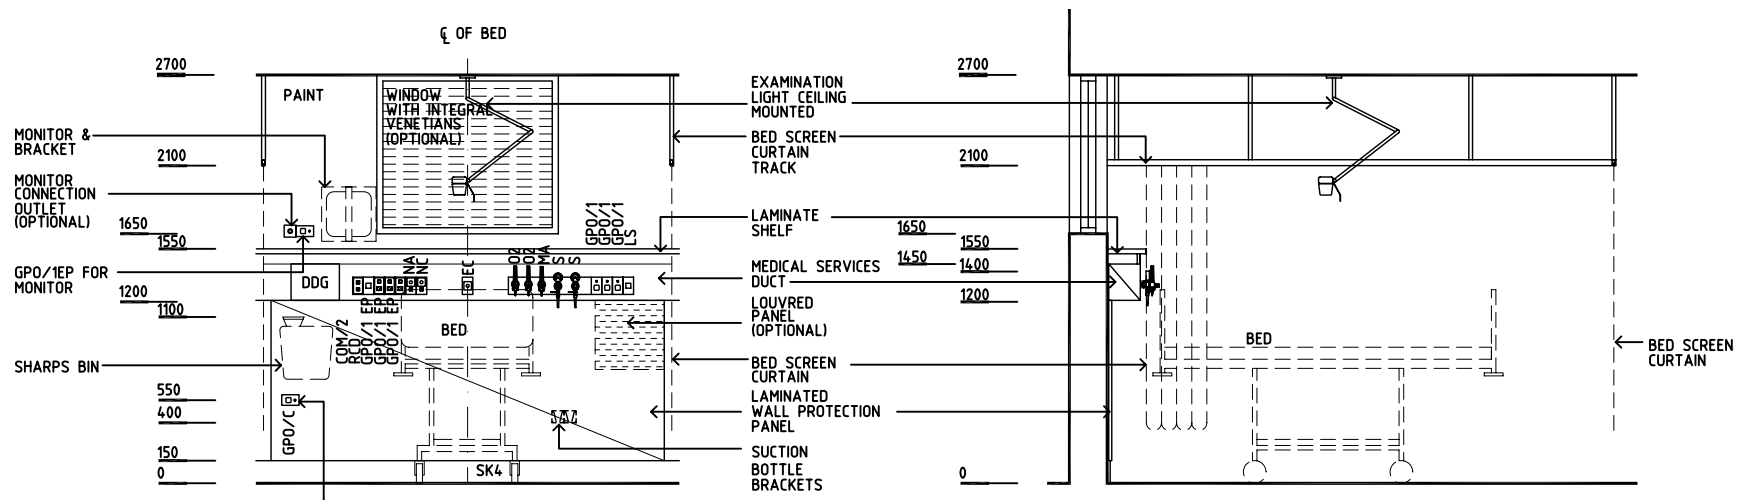 ℄ OF BED
2700
PAINT
WINDOW
WITH INTEGRAL
VENETIANS
(OPTIONAL)
MONITOR &
BRACKET
2100
MONITOR
CONNECTION
OUTLET
(OPTIONAL)
1650
1550
GPO/1EP FOR
MONITOR
1200
1100
SHARPS BIN
550
400
150
0
GPO/1
GPO/1
GPO/1
LS
DDG
NA
NC
EC
O2
O2
MA
S
S
COM/2
RCD
GPO/1 EP
GPO/1 EP
GPO/1 EP
BED
GPO/C
SK4
EXAMINATION
LIGHT CEILING
MOUNTED
BED SCREEN
CURTAIN
TRACK
LAMINATE
SHELF
MEDICAL SERVICES
DUCT
LOUVRED
PANEL
(OPTIONAL)
BED SCREEN
CURTAIN
LAMINATED
WALL PROTECTION
PANEL
SUCTION
BOTTLE
BRACKETS
2700
2100
1650
1550
1450
1400
1200
0
BED
BED SCREEN
CURTAIN